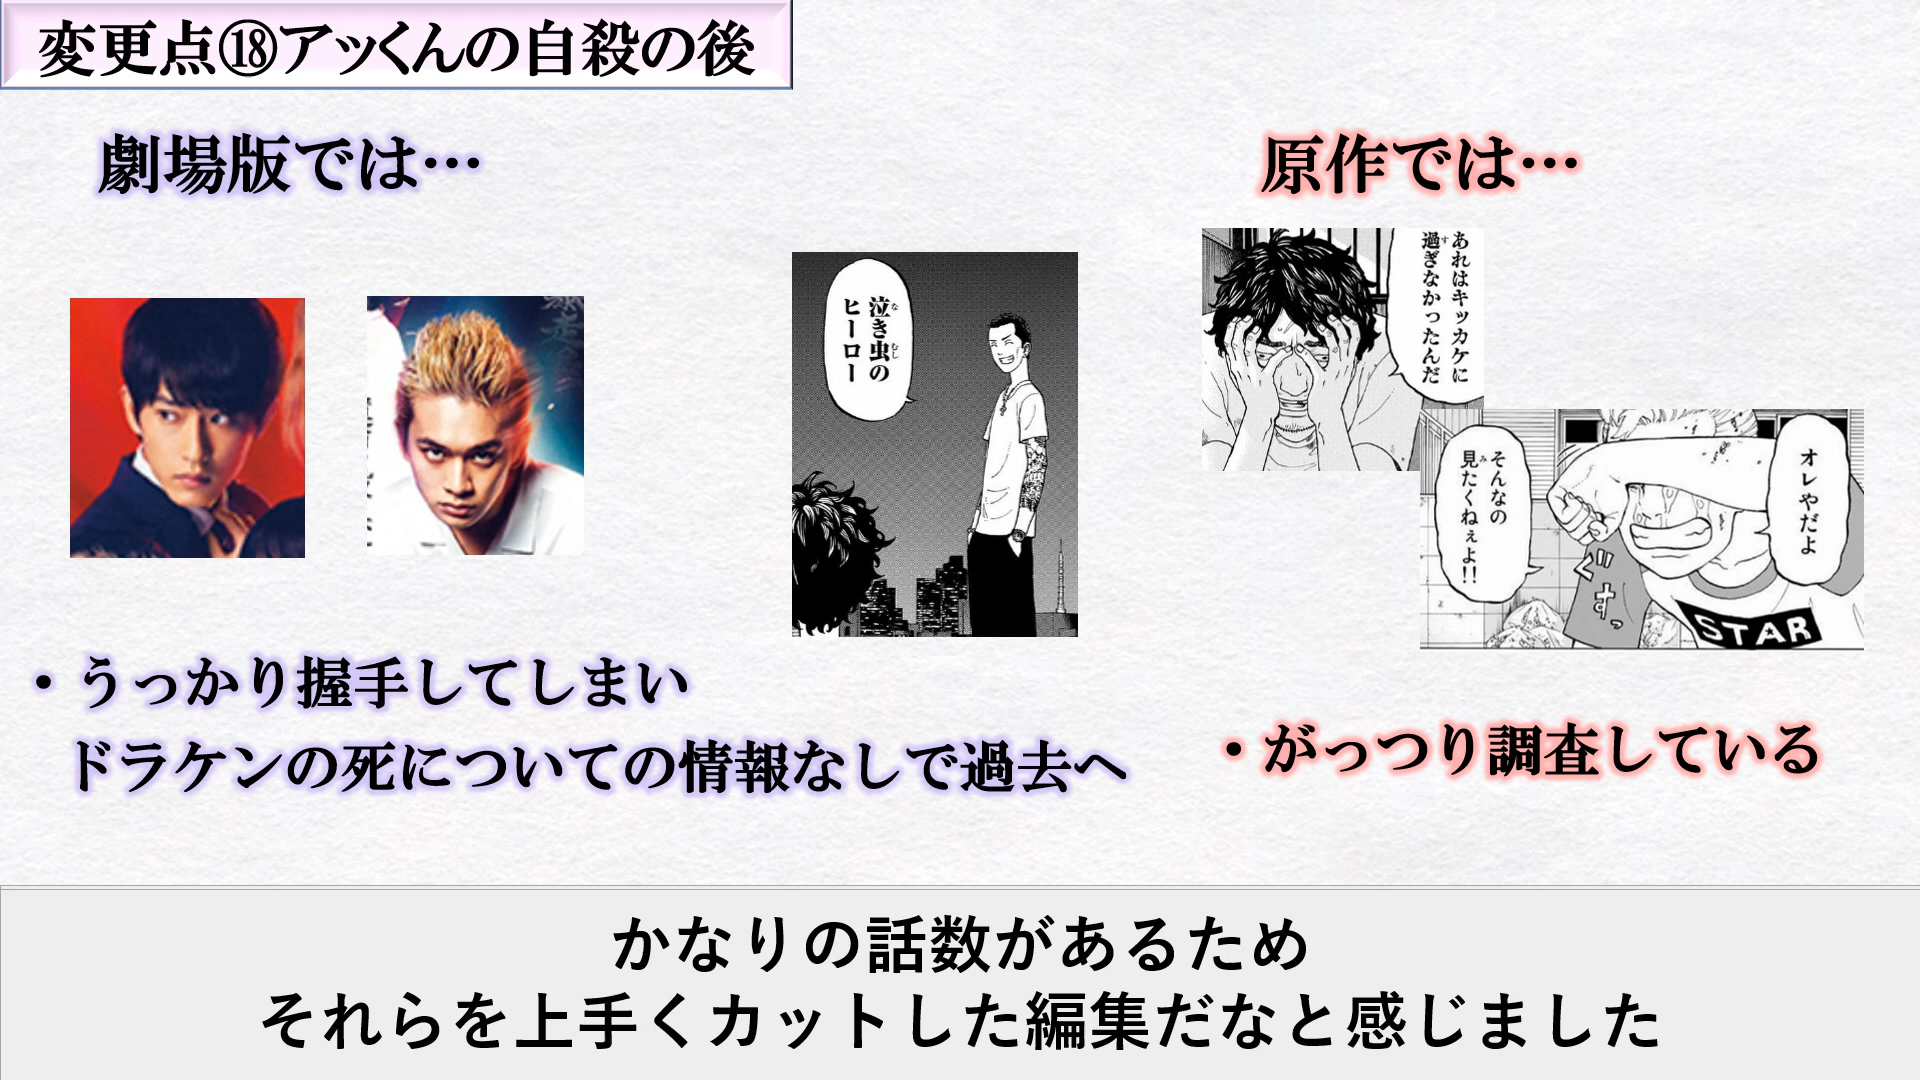 変更点⑱アッくんの自殺の後
劇場版では…
原作では…
泣き虫の
ヒーロー
あれはキッカケに
過ぎなかったんだ
オレやだよ
そんなの
見たくねぇよ!!
ぐすっ
STAR
・うっかり握手してしまい
ドラケンの死についての情報なしで過去へ
・がっつり調査している
かなりの話数があるため
それらを上手くカットした編集だなと感じました